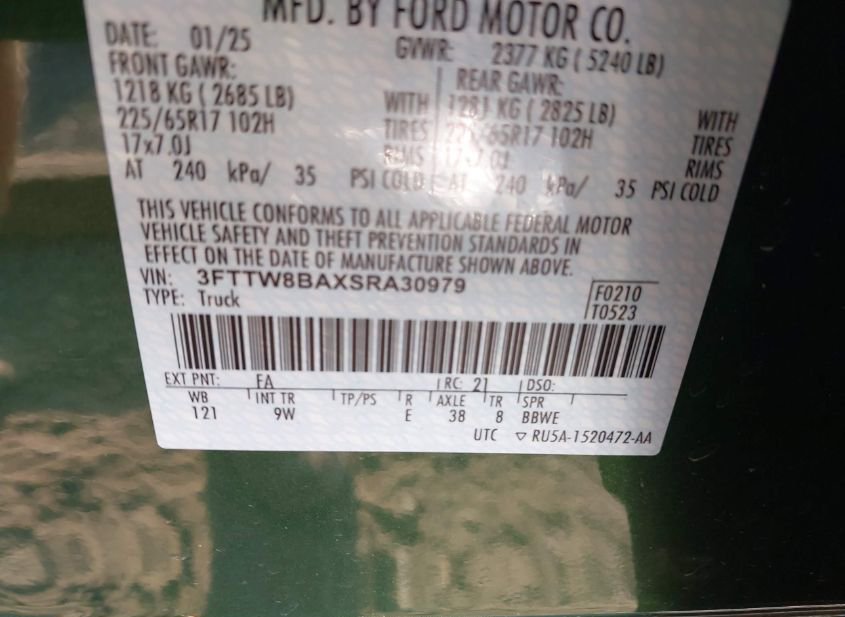 MFD. BY FORD MOTOR CO.
DATE: 01/25 GVWR: 2377 KG ( 5240 LB)
FRONT GAWR: REAR GAWR:
1218 KG ( 2685 LB) WITH 1281 KG ( 2825 LB) WITH
225/65R17 102H TIRES 225/65R17 102H TIRES
17x7.0J RIMS 17x7.0J RIMS
AT 240 kPa/ 35 PSI COLD AT 240 kPa/ 35 PSI COLD
THIS VEHICLE CONFORMS TO ALL APPLICABLE FEDERAL MOTOR
VEHICLE SAFETY AND THEFT PREVENTION STANDARDS IN
EFFECT ON THE DATE OF MANUFACTURE SHOWN ABOVE.
VIN: 3FTTW8BAXSRA30979
TYPE: Truck
F0210
T0523
EXT PNT: FA RC: 21 DSO:
WB INT TR TP/PS R AXLE TR SPR
121 9W E 38 8 BBWE
UTC ▽ RU5A-1520472-AA